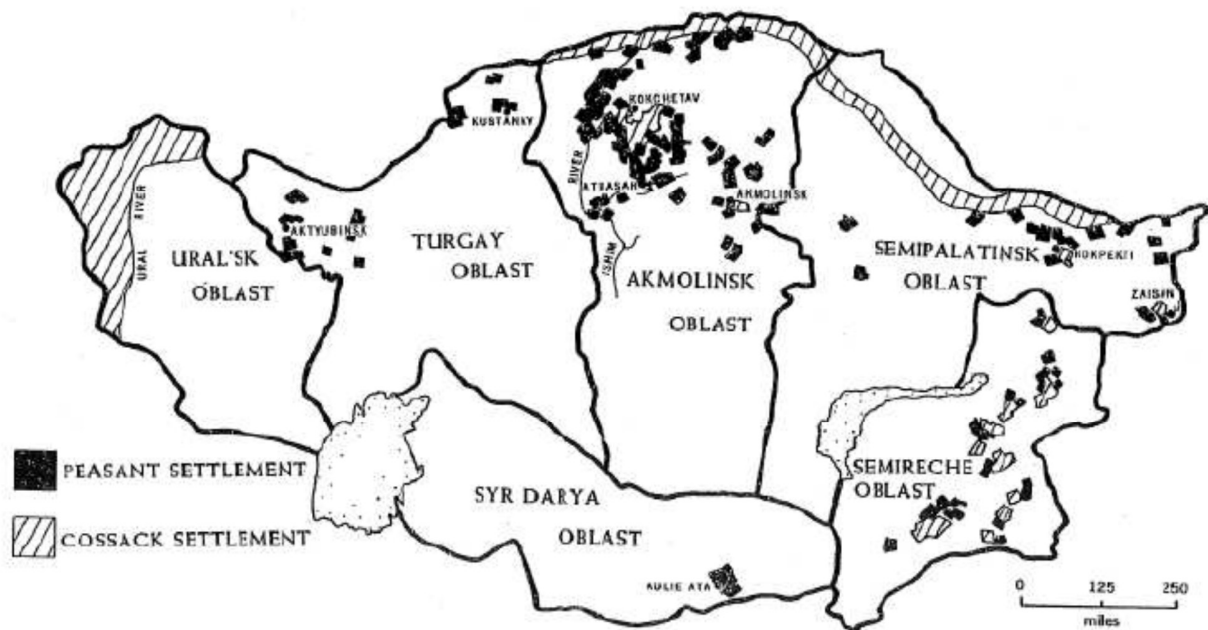 KOKCHETAV
KUSTANKY
RIVER
ATBASAR
AKMOLINSK
RIVER
URAL
AKTYUBINSK
URAL'SK
OBLAST
TURGAY
OBLAST
ISHIM
AKMOLINSK
OBLAST
SEMIPALATINSK
OBLAST
KOKPEKTI
ZAISAN
PEASANT SETTLEMENT
COSSACK SETTLEMENT
SYR DARYA
OBLAST
SEMIRECHE
OBLAST
AULIE ATA
0 125 250
miles